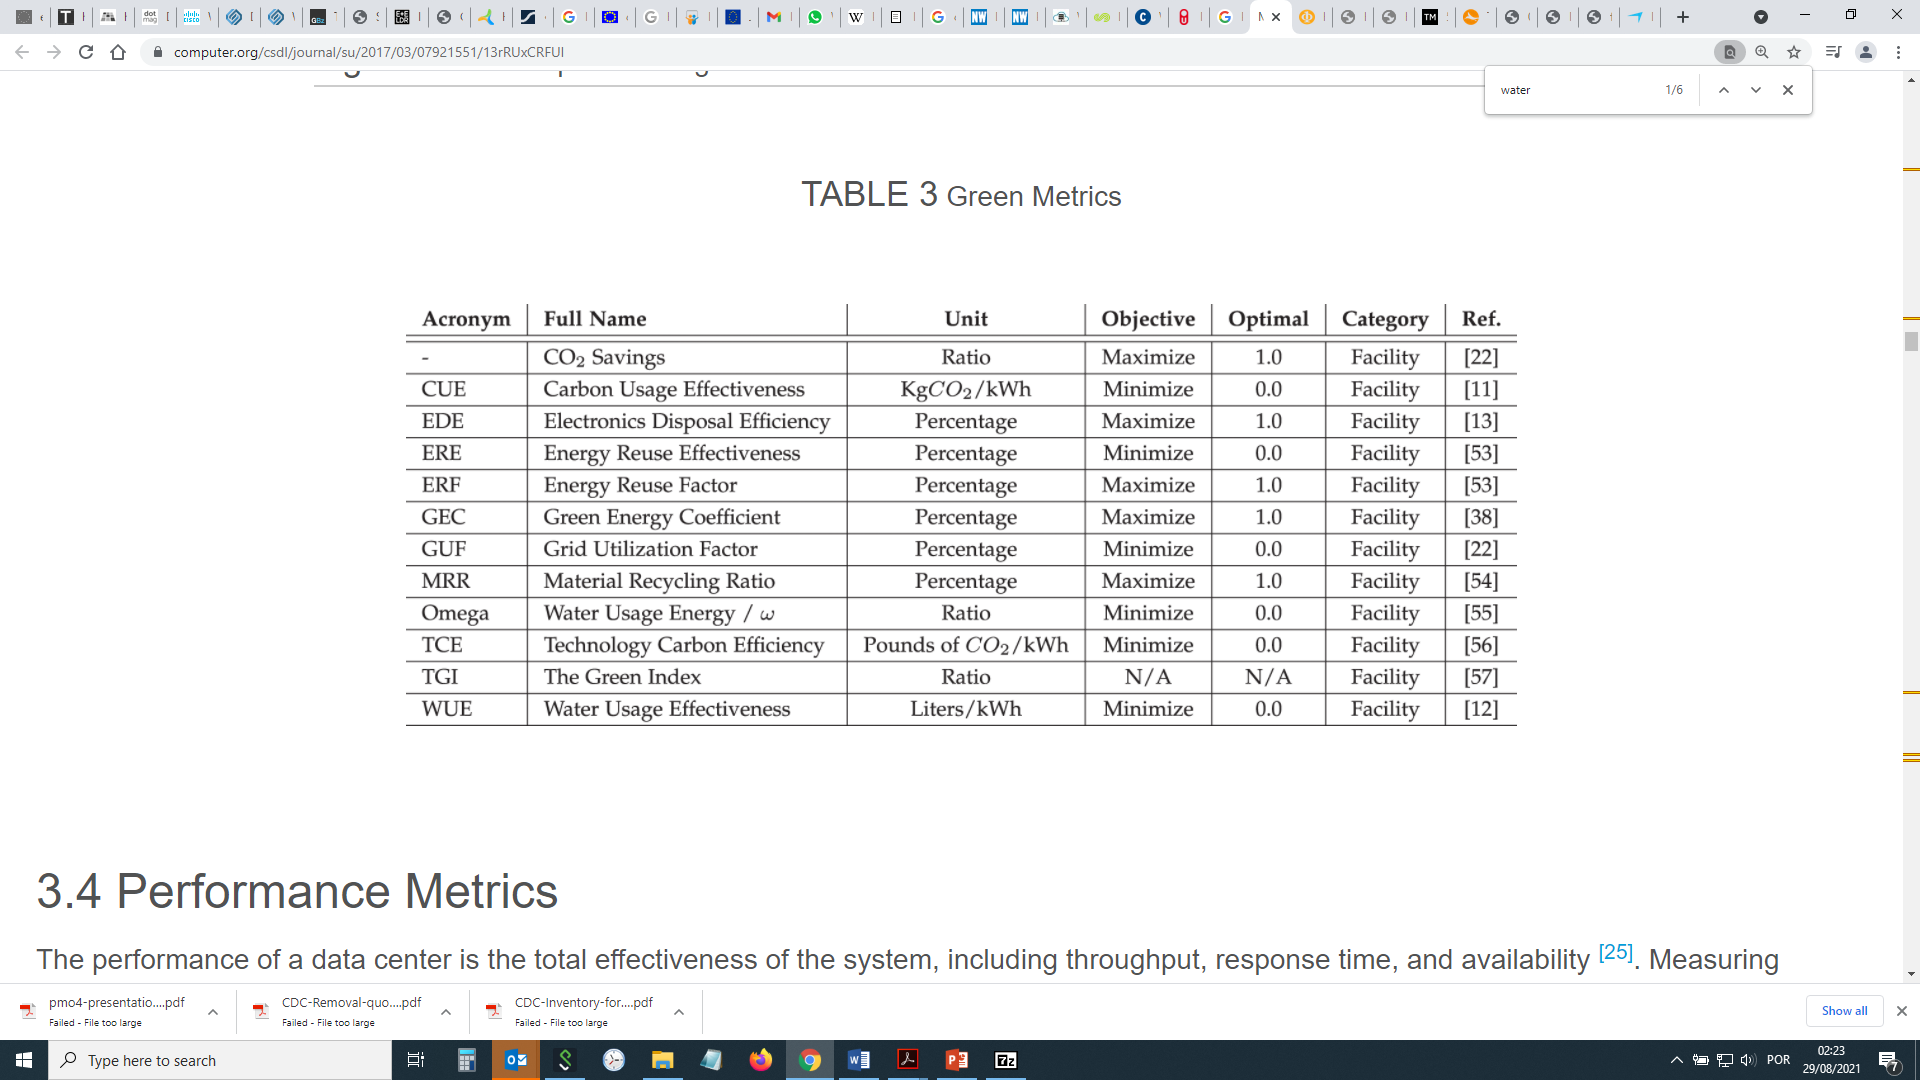 computer.org/csdl/journal/su/2017/03/07921551/13rRUxCRFUI
water 1/6
TABLE 3 Green Metrics
Acronym Full Name Unit Objective Optimal Category Ref.
- CO2 Savings Ratio Maximize 1.0 Facility [22]
CUE Carbon Usage Effectiveness KgCO2/kWh Minimize 0.0 Facility [11]
EDE Electronics Disposal Efficiency Percentage Maximize 1.0 Facility [13]
ERE Energy Reuse Effectiveness Percentage Minimize 0.0 Facility [53]
ERF Energy Reuse Factor Percentage Maximize 1.0 Facility [53]
GEC Green Energy Coefficient Percentage Maximize 1.0 Facility [38]
GUF Grid Utilization Factor Percentage Minimize 0.0 Facility [22]
MRR Material Recycling Ratio Percentage Maximize 1.0 Facility [54]
Omega Water Usage Energy / ω Ratio Minimize 0.0 Facility [55]
TCE Technology Carbon Efficiency Pounds of CO2/kWh Minimize 0.0 Facility [56]
TGI The Green Index Ratio N/A N/A Facility [57]
WUE Water Usage Effectiveness Liters/kWh Minimize 0.0 Facility [12]
3.4 Performance Metrics
The performance of a data center is the total effectiveness of the system, including throughput, response time, and availability [25]. Measuring
pmo4-presentatio....pdf CDC-Removal-quo....pdf CDC-Inventory-for....pdf Show all
Failed - File too large Failed - File too large Failed - File too large
Type here to search
POR
02:23
29/08/2021
7